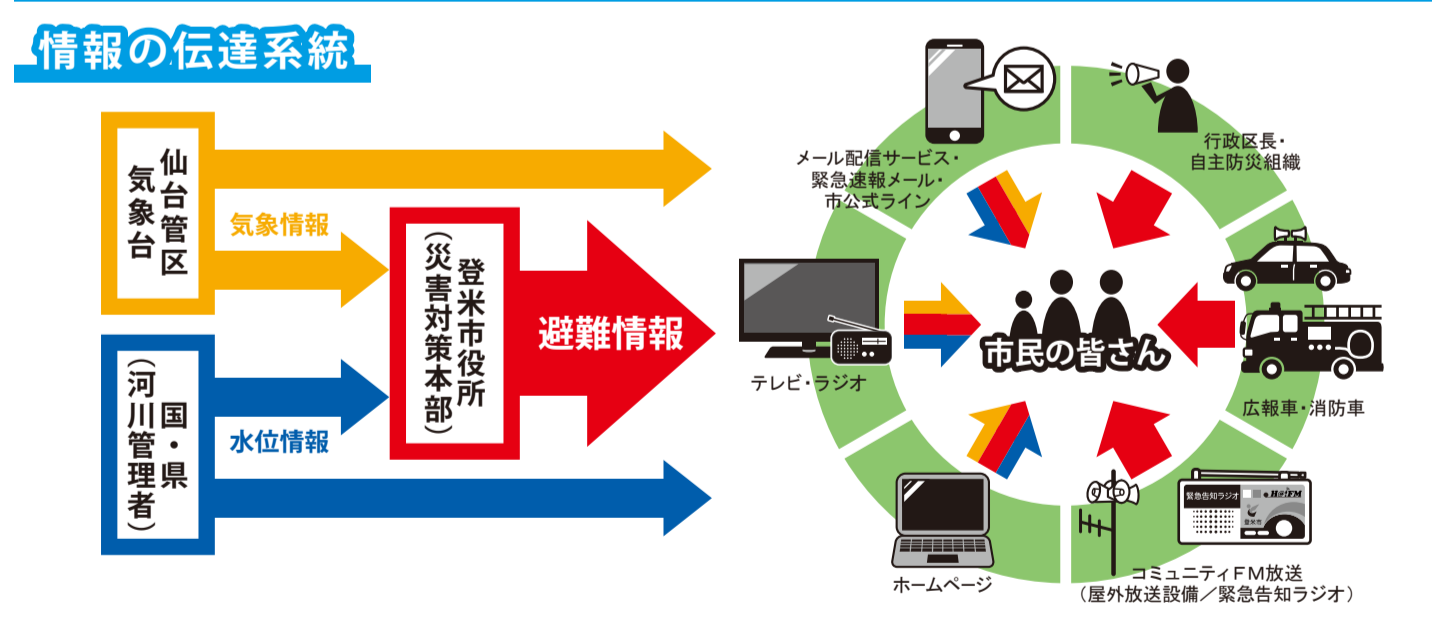 情報の伝達系統
仙台管区
気象台
気象情報
登米市役所
（災害対策本部）
避難情報
国・県
（河川管理者）
水位情報
メール配信サービス・
緊急速報メール・
市公式ライン
行政区長・
自主防災組織
テレビ・ラジオ
市民の皆さん
広報車・消防車
ホームページ
緊急告知ラジオ
H@!FM
登米市
コミュニティＦＭ放送
（屋外放送設備／緊急告知ラジオ）